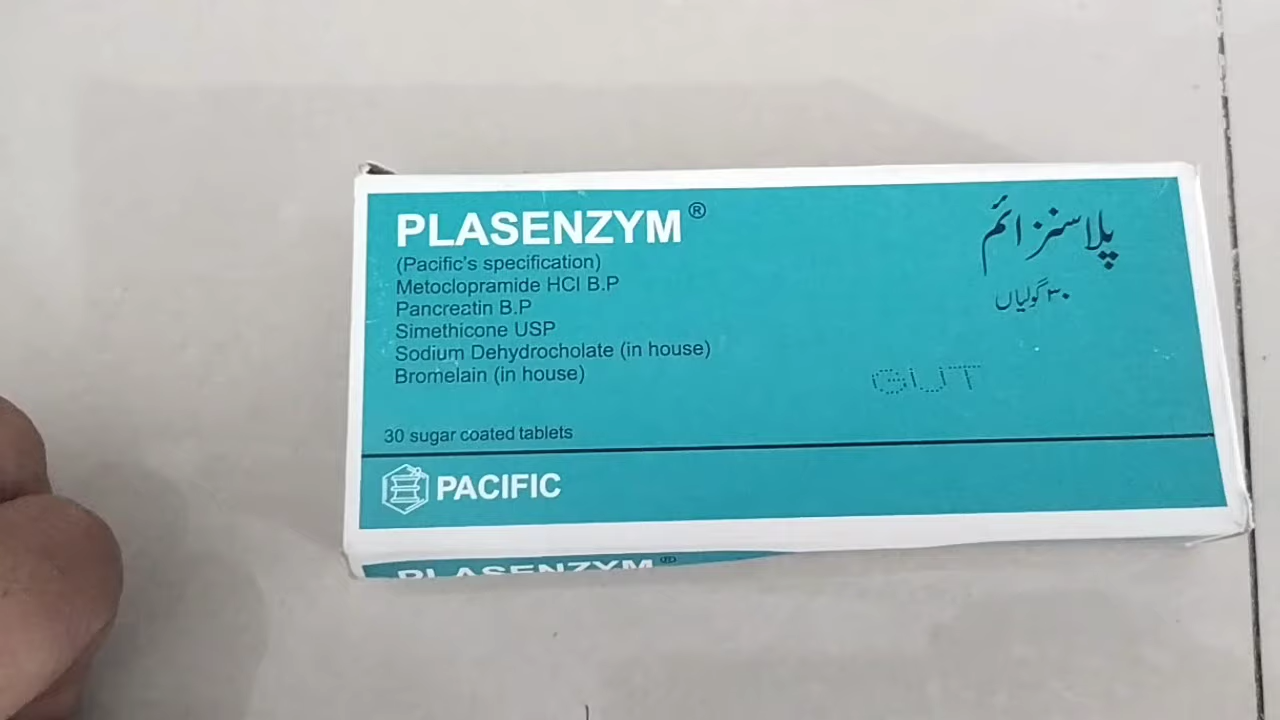 PLASENZYM®
(Pacific's specification)
Metoclopramide HCl B.P
Pancreatin B.P
Simethicone USP
Sodium Dehydrocholate (in house)
Bromelain (in house)
30 sugar coated tablets
PACIFIC
پلاسنزائم
۳۰ گولیاں
GUT
PLASENZYM®